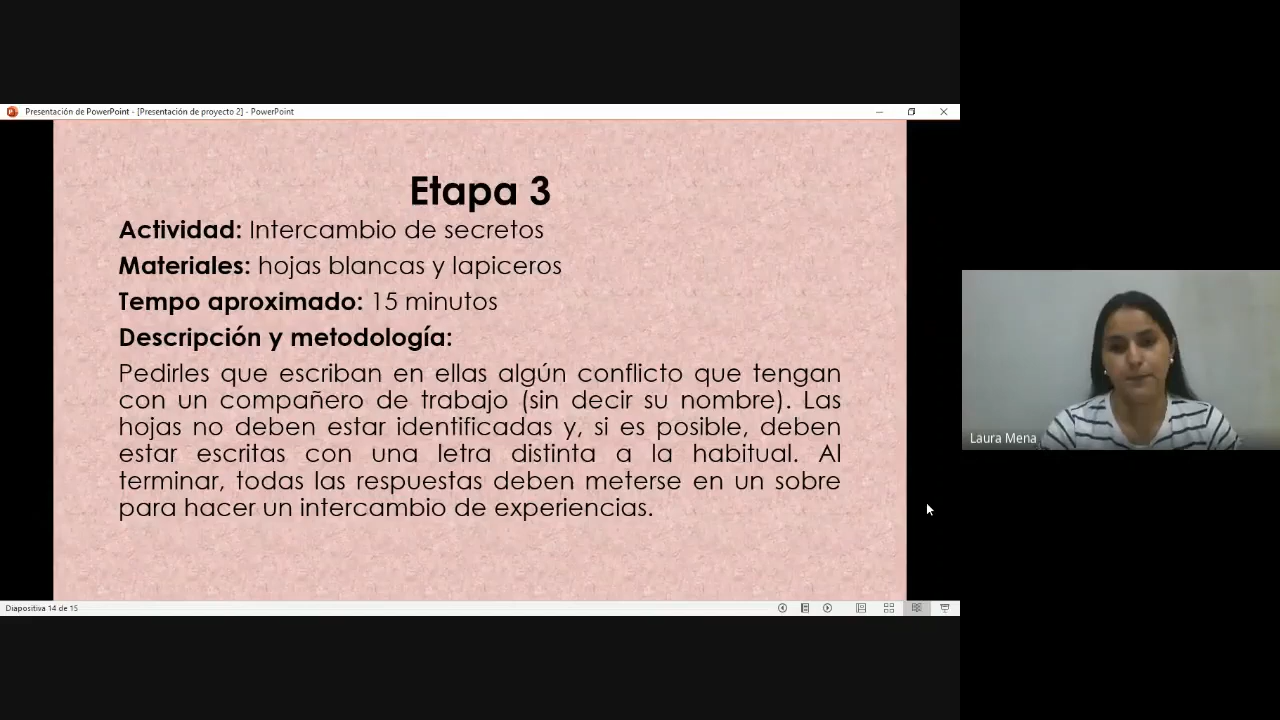 Presentación de PowerPoint - [Presentación de proyecto 2] - PowerPoint
Etapa 3
Actividad: Intercambio de secretos
Materiales: hojas blancas y lapiceros
Tempo aproximado: 15 minutos
Descripción y metodología:
Pedirles que escriban en ellas algún conflicto que tengan
con un compañero de trabajo (sin decir su nombre). Las
hojas no deben estar identificadas y, si es posible, deben
estar escritas con una letra distinta a la habitual. Al
terminar, todas las respuestas deben meterse en un sobre
para hacer un intercambio de experiencias.
Laura Mena
Diapositiva 14 de 15